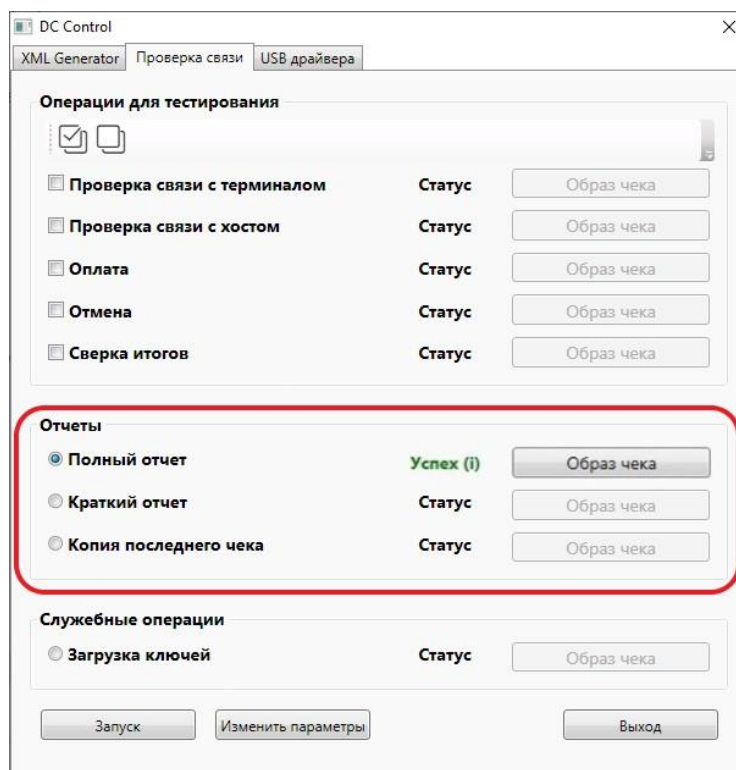 DC Control
XML Generator Проверка связи USB драйвера
Операции для тестирования
Проверка связи с терминалом Статус Образ чека
Проверка связи с хостом Статус Образ чека
Оплата Статус Образ чека
Отмена Статус Образ чека
Сверка итогов Статус Образ чека
Отчеты
Полный отчет Успех (i) Образ чека
Краткий отчет Статус Образ чека
Копия последнего чека Статус Образ чека
Служебные операции
Загрузка ключей Статус Образ чека
Запуск Изменить параметры Выход